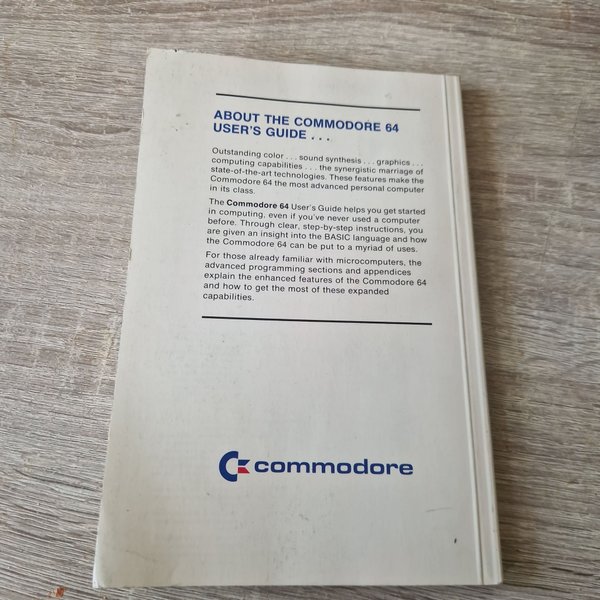 ABOUT THE COMMODORE 64
USER'S GUIDE . . .
Outstanding color . . . sound synthesis . . . graphics . . .
computing capabilities . . . the synergistic marriage of
state-of-the-art technologies. These features make the
Commodore 64 the most advanced personal computer
in its class.
The Commodore 64 User's Guide helps you get started
in computing, even if you've never used a computer
before. Through clear, step-by-step instructions, you
are given an insight into the BASIC language and how
the Commodore 64 can be put to a myriad of uses.
For those already familiar with microcomputers, the
advanced programming sections and appendices
explain the enhanced features of the Commodore 64
and how to get the most of these expanded
capabilities.
commodore